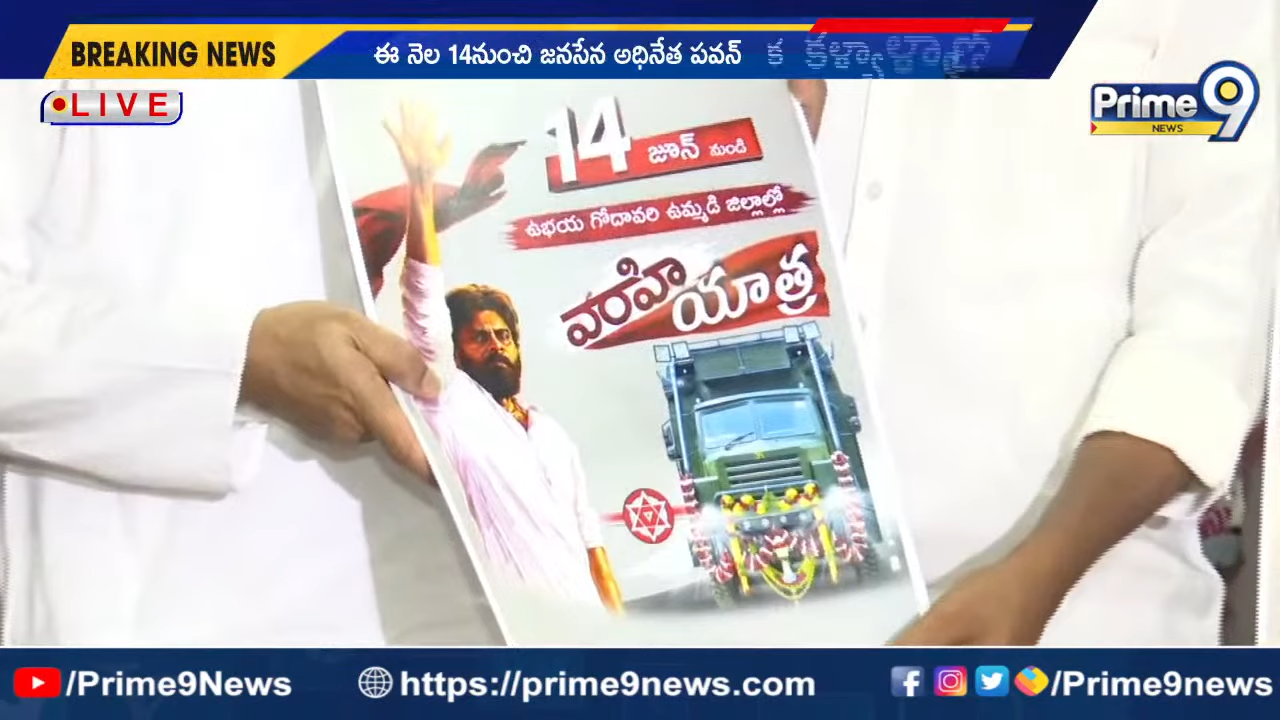 BREAKING NEWS
ఈ నెల 14నుంచి జనసేన అధినేత పవన్ క
LIVE
Prime9
NEWS
14 జూన్ నుండి
ఉభయ గోదావరి ఉమ్మడి జిల్లాల్లో
వరాహి
యాత్ర
/Prime9News
https://prime9news.com
/Prime9news